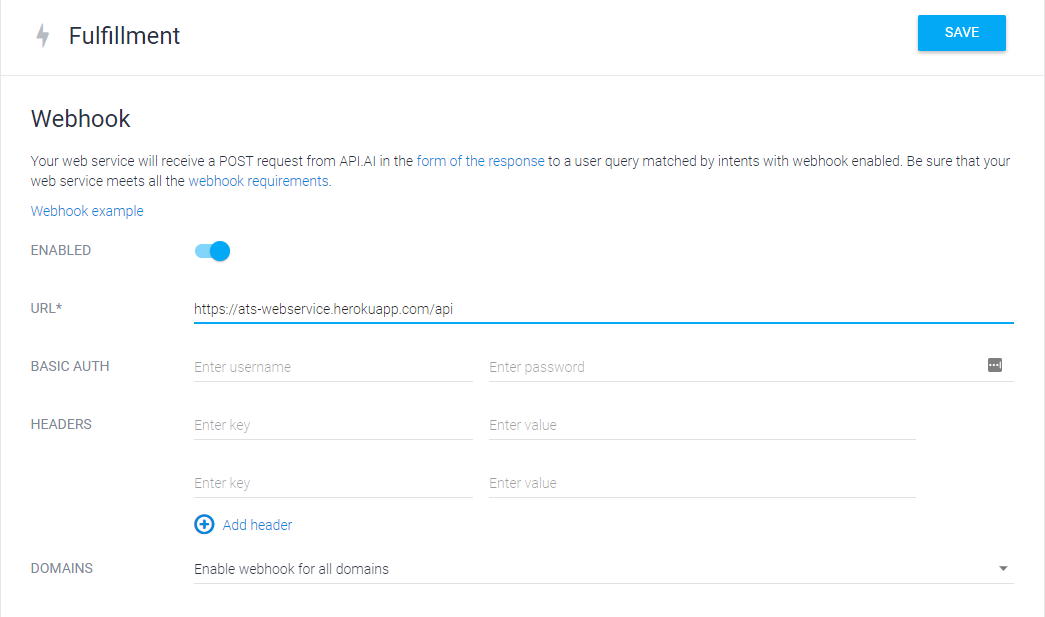 Fulfillment
SAVE
Webhook
Your web service will receive a POST request from API.AI in the form of the response to a user query matched by intents with webhook enabled. Be sure that your
web service meets all the webhook requirements.
Webhook example
ENABLED
URL* https://ats-webservice.herokuapp.com/api
BASIC AUTH Enter username Enter password
HEADERS Enter key Enter value
Enter key Enter value
Add header
DOMAINS Enable webhook for all domains